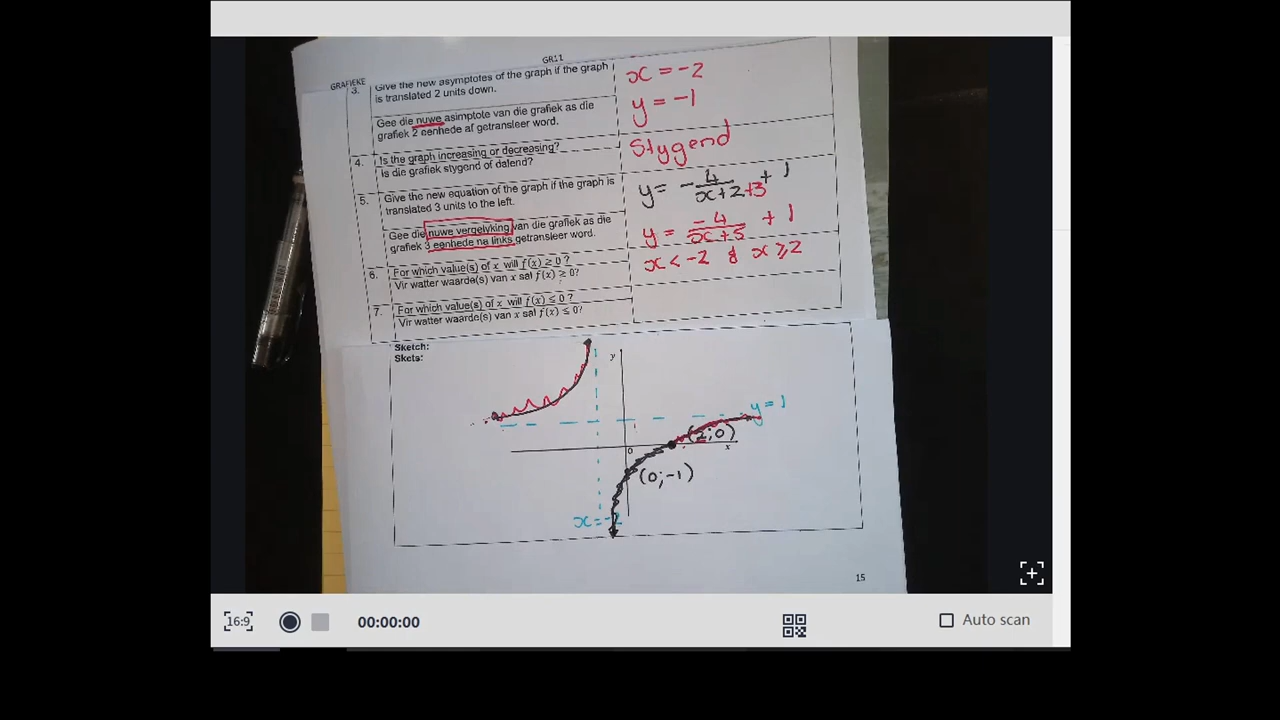 GR11
GRAFIEKE
3. Give the new asymptotes of the graph if the graph
is translated 2 units down.
Gee die nuwe asimptote van die grafiek as die
grafiek 2 eenhede af getransleer word.
x = -2
y = -1
4. Is the graph increasing or decreasing?
Is die grafiek stygend of dalend?
Stygend
5. Give the new equation of the graph if the graph is
translated 3 units to the left.
Gee die nuwe vergelyking van die grafiek as die
grafiek 3 eenhede na links getransleer word.
y = -4/(x+2+3) + 1
y = -4/(x+5) + 1
6. For which value(s) of x will f(x) ≥ 0 ?
Vir watter waarde(s) van x sal f(x) ≥ 0?
x < -2 & x ≥ 2
7. For which value(s) of x will f(x) ≤ 0 ?
Vir watter waarde(s) van x sal f(x) ≤ 0?
Sketch:
Skets:
y
y = 1
1
(2;0)
0
x
(0;-1)
x = -2
15
16:9
00:00:00
Auto scan